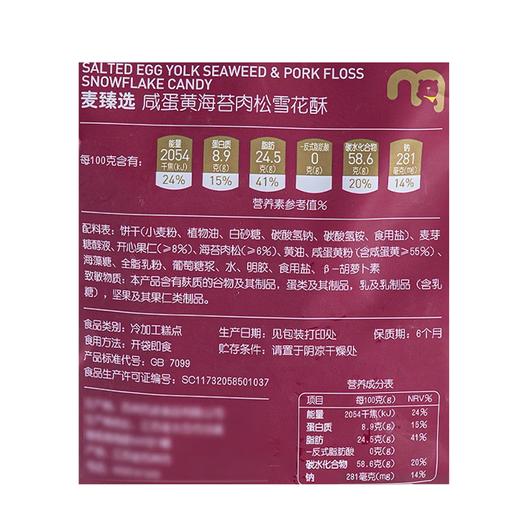 SALTED EGG YOLK SEAWEED & PORK FLOSS
SNOWFLAKE CANDY
麦臻选 咸蛋黄海苔肉松雪花酥
每100克含有:
能量 2054 千焦(kJ) 24%
蛋白质 8.9 克(g) 15%
脂肪 24.5 克(g) 41%
一反式脂肪酸 0 克(g)
碳水化合物 58.6 克(g) 20%
钠 281 毫克(mg) 14%
营养素参考值%
配料表：饼干(小麦粉、植物油、白砂糖、碳酸氢钠、碳酸氢铵、食用盐)、麦芽
糖醇液、开心果仁(≥8%)、海苔肉松(≥6%)、黄油、咸蛋黄粉(含咸蛋黄≥55%)、
海藻糖、全脂乳粉、葡萄糖浆、水、明胶、食用盐、β-胡萝卜素
致敏物质：本产品含有麸质的谷物及其制品，蛋类及其制品，乳及乳制品（含乳
糖），坚果及其果仁类制品。
食品类别：冷加工糕点 生产日期：见包装打印处 保质期：6个月
食用方法：开袋即食 贮存条件：请置于阴凉干燥处
产品标准代号：GB 7099
食品生产许可证编号：SC11732058501037
营养成分表
项目 每100克(g) NRV%
能量 2054千焦(kJ) 24%
蛋白质 8.9克(g) 15%
脂肪 24.5克(g) 41%
一反式脂肪酸 0克(g)
碳水化合物 58.6克(g) 20%
钠 281毫克(mg) 14%